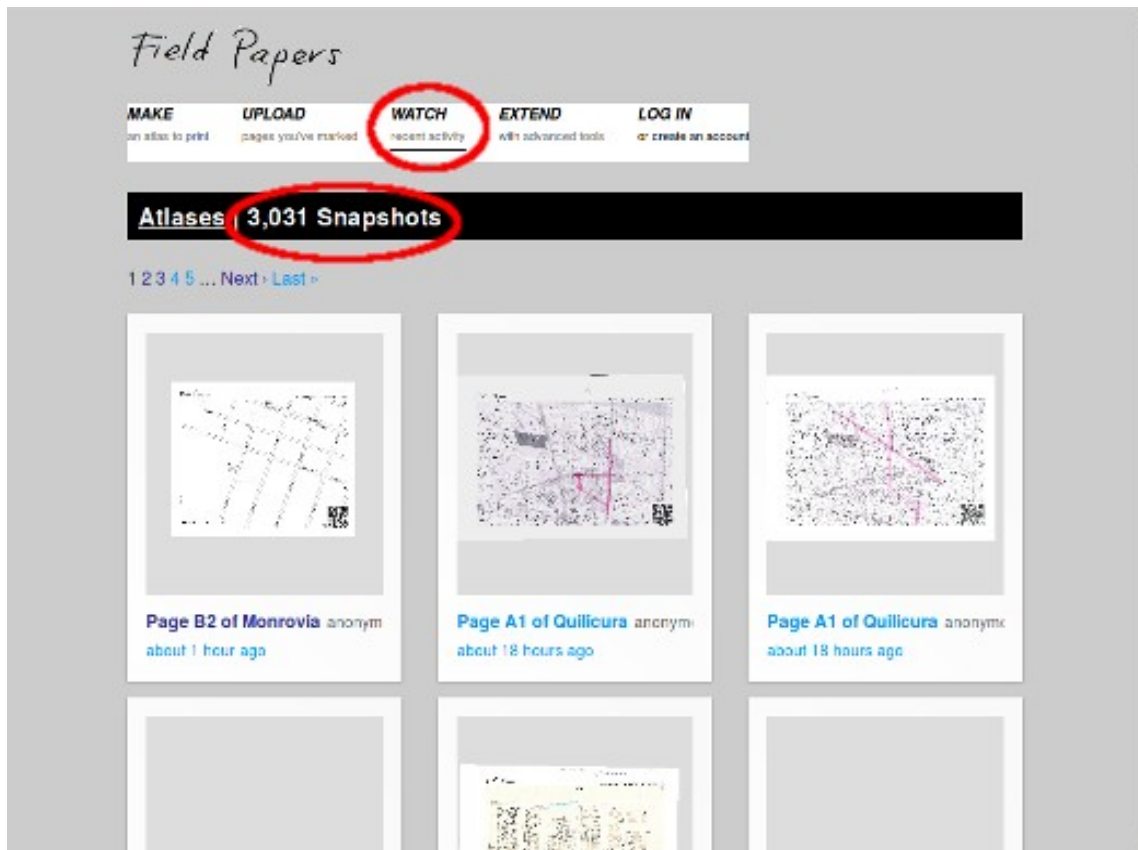 Field Papers
MAKE UPLOAD WATCH EXTEND LOG IN
an atlas to print pages you've marked recent activity with advanced tools or create an account
Atlases | 3,031 Snapshots
1 2 3 4 5 ... Next › Last »
Page B2 of Monrovia anonym
about 1 hour ago
Page A1 of Quilicura anonym
about 18 hours ago
Page A1 of Quilicura anonym
about 18 hours ago